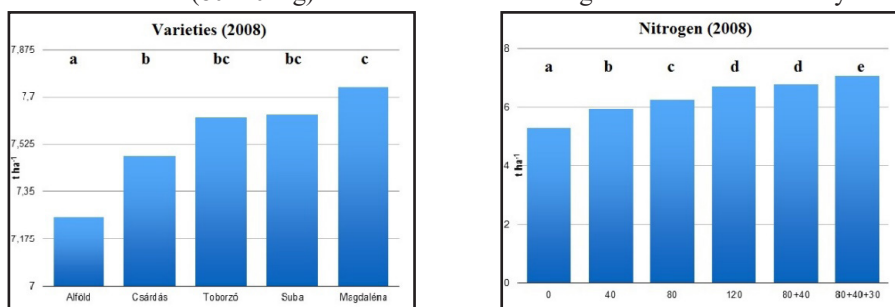 Varieties (2008)
7,875
7,7
7,525
7,35
7,175
7
t ha-1
a b bc bc c
Alföld Csárdás Toborzó Suba Magdaléna
Nitrogen (2008)
8
6
4
2
0
t ha-1
a b c d d e
0 40 80 120 80+40 80+40+30